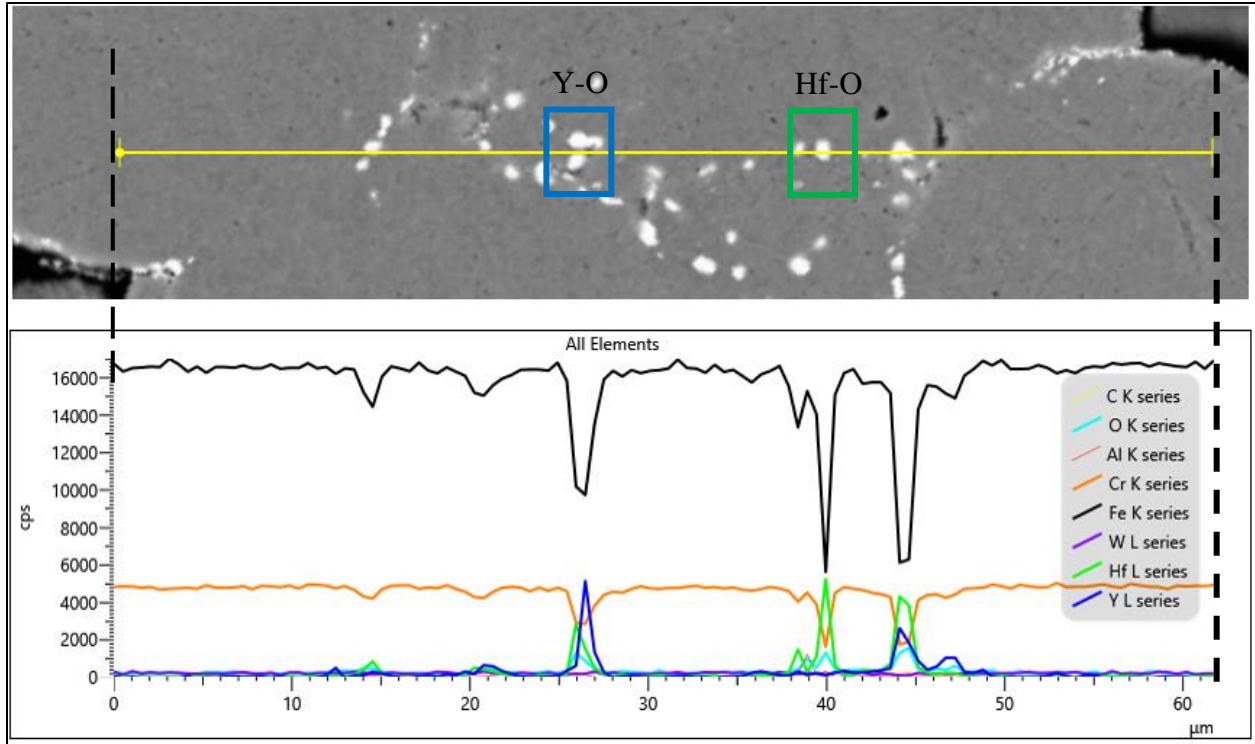 Y-O
Hf-O
All Elements
16000
14000
12000
10000
8000
6000
4000
2000
0
cps
C K series
O K series
Al K series
Cr K series
Fe K series
W L series
Hf L series
Y L series
0 10 20 30 40 50 60
µm